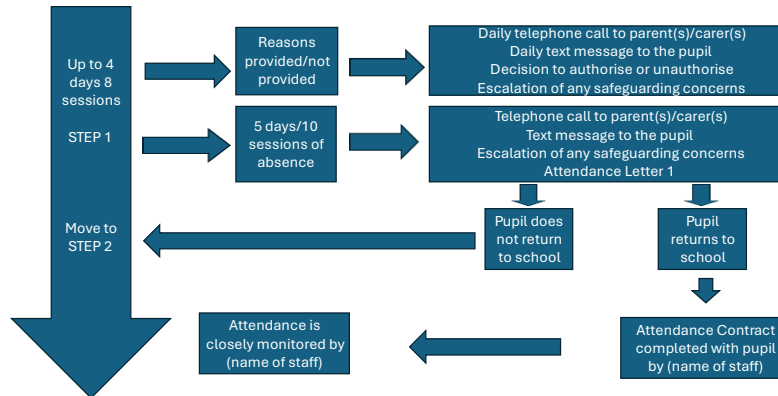 Up to 4
days 8
sessions
Reasons
provided/not
provided
Daily telephone call to parent(s)/carer(s)
Daily text message to the pupil
Decision to authorise or unauthorise
Escalation of any safeguarding concerns
STEP 1
5 days/10
sessions of
absence
Telephone call to parent(s)/carer(s)
Text message to the pupil
Escalation of any safeguarding concerns
Attendance Letter 1
Move to
STEP 2
Pupil does
not return
to school
Pupil
returns to
school
Attendance is
closely monitored by
(name of staff)
Attendance Contract
completed with pupil
by (name of staff)